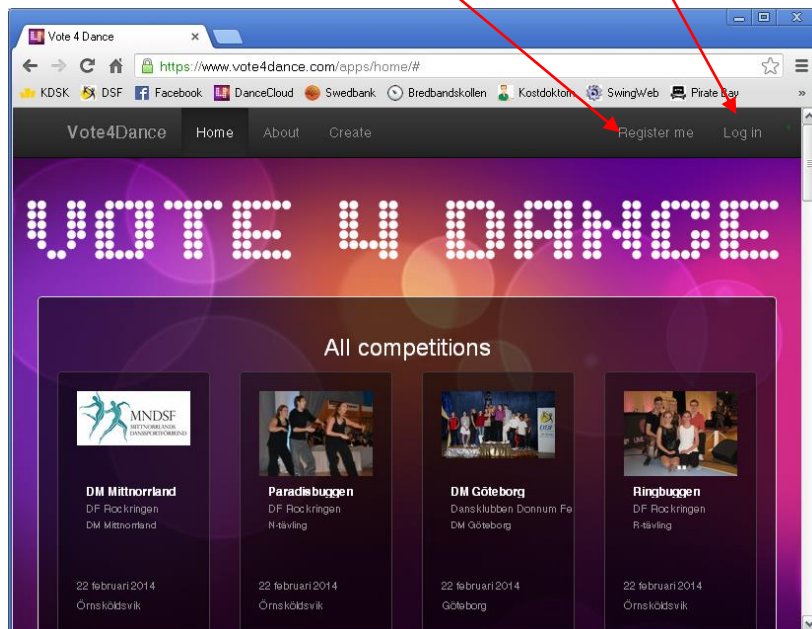 Vote 4 Dance
https://www.vote4dance.com/apps/home/#
KDSK DSF Facebook DanceCloud Swedbank Bredbandskollen Kostdoktorn SwingWeb Pirate Bay »
Vote4Dance Home About Create Register me Log in
VOTE 4 DANCE
All competitions
MNDSF
MITTNORRLANDS
DANSSPORTFÖRBUND
DM Mittnorrland
DF Rockringen
DM Mittnorrland
22 februari 2014
Örnsköldsvik
Paradisbuggen
DF Rockringen
N-tävling
22 februari 2014
Örnsköldsvik
DM Göteborg
Dansklubben Donnum Fe
DM Göteborg
22 februari 2014
Göteborg
Ringbuggen
DF Rockringen
R-tävling
22 februari 2014
Örnsköldsvik